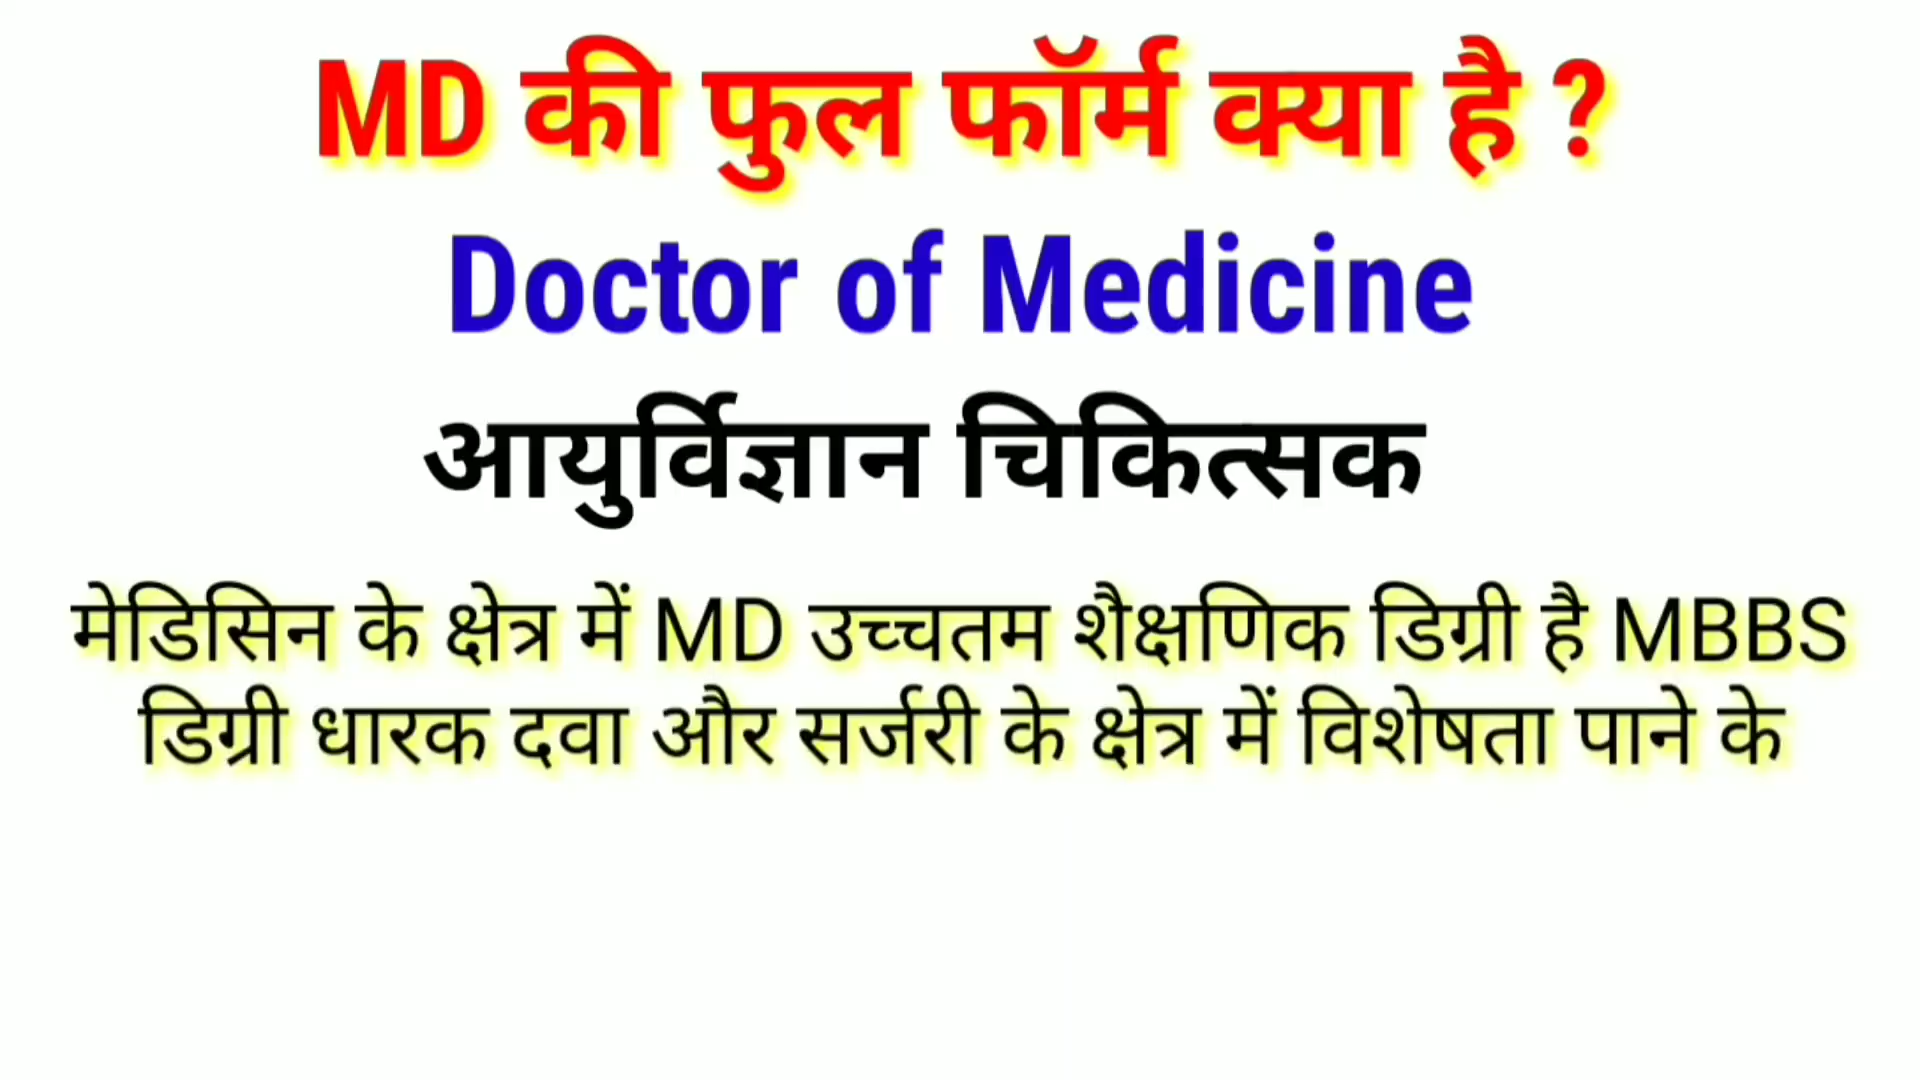 MD की फुल फॉर्म क्या है ?
Doctor of Medicine
आयुर्विज्ञान चिकित्सक
मेडिसिन के क्षेत्र में MD उच्चतम शैक्षणिक डिग्री है MBBS
डिग्री धारक दवा और सर्जरी के क्षेत्र में विशेषता पाने के